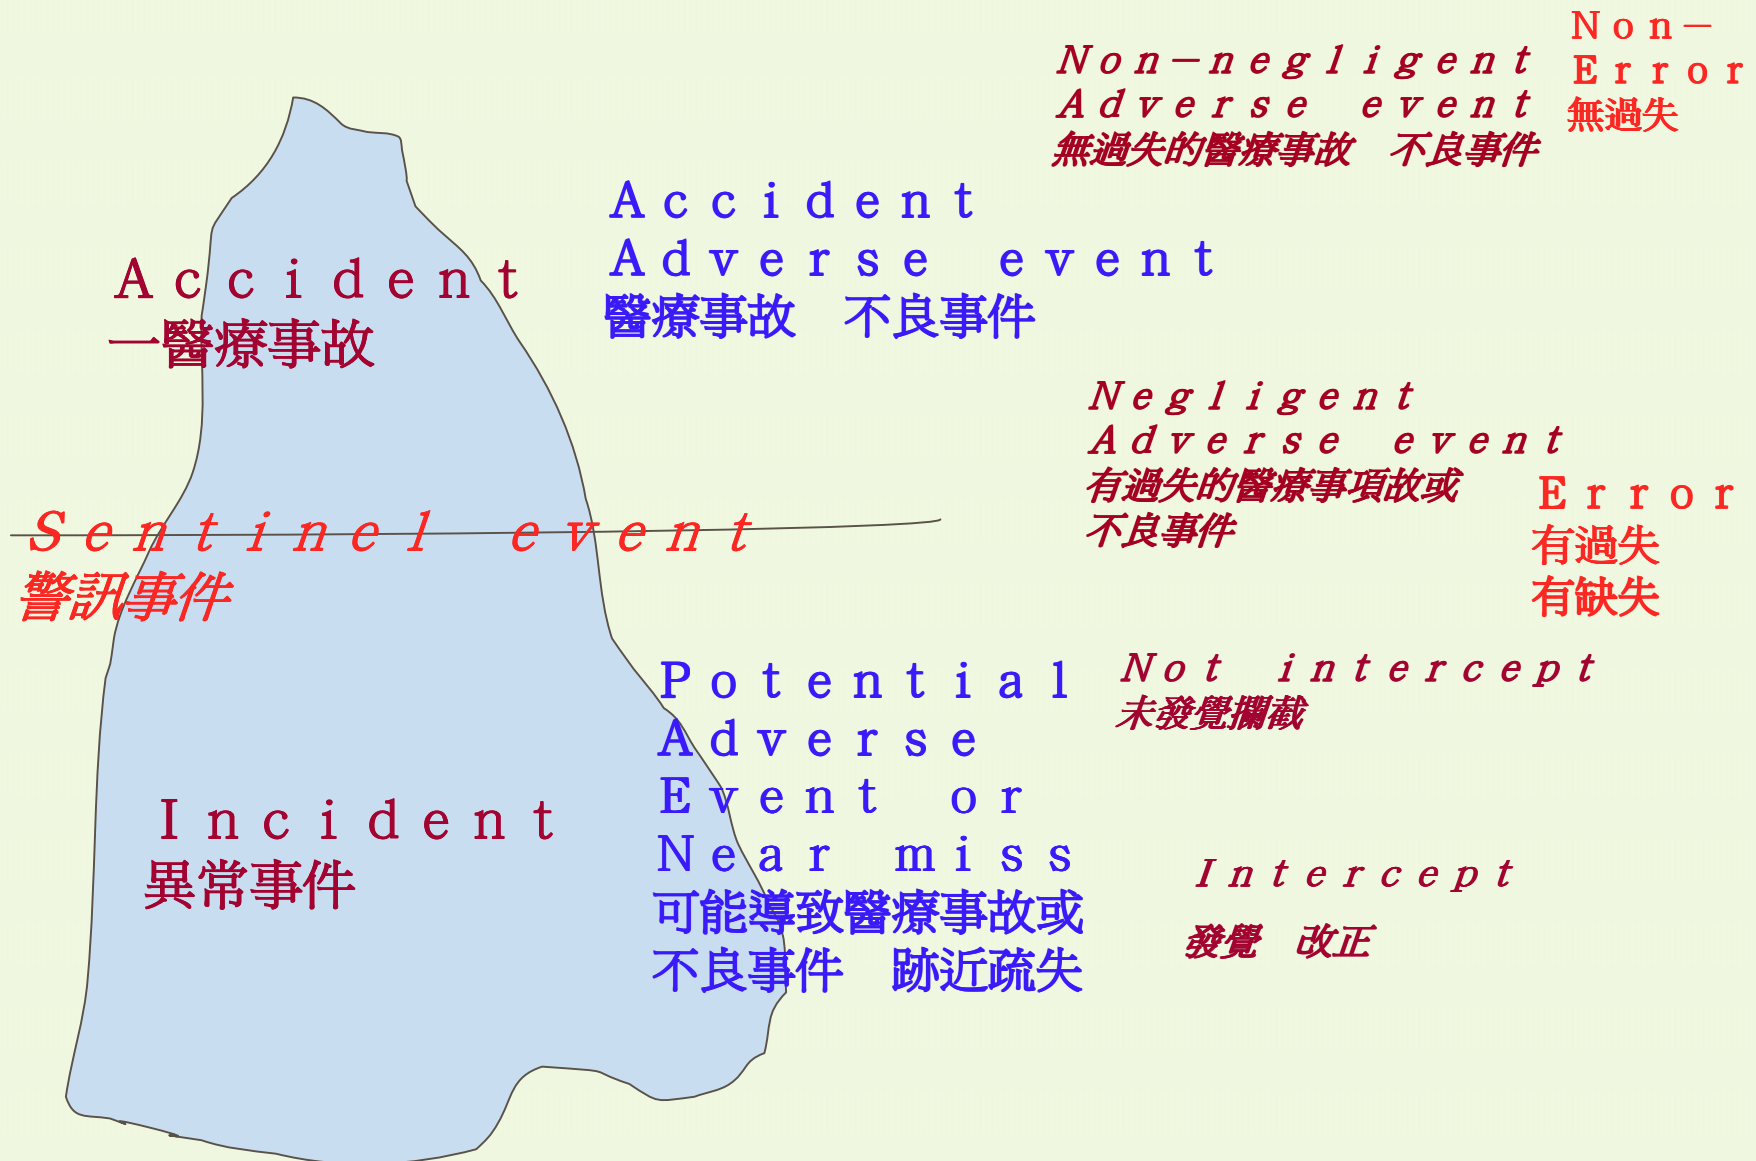 Non-
Error
無過失
Non-negligent
Adverse event
無過失的醫療事故 不良事件
Accident
Adverse event
醫療事故 不良事件
Accident
一醫療事故
Negligent
Adverse event
有過失的醫療事項故或
不良事件
Error
有過失
有缺失
Sentinel event
警訊事件
Potential
Adverse
Event or
Near miss
可能導致醫療事故或
不良事件 跡近疏失
Not intercept
未發覺攔截
Incident
異常事件
Intercept
發覺 改正